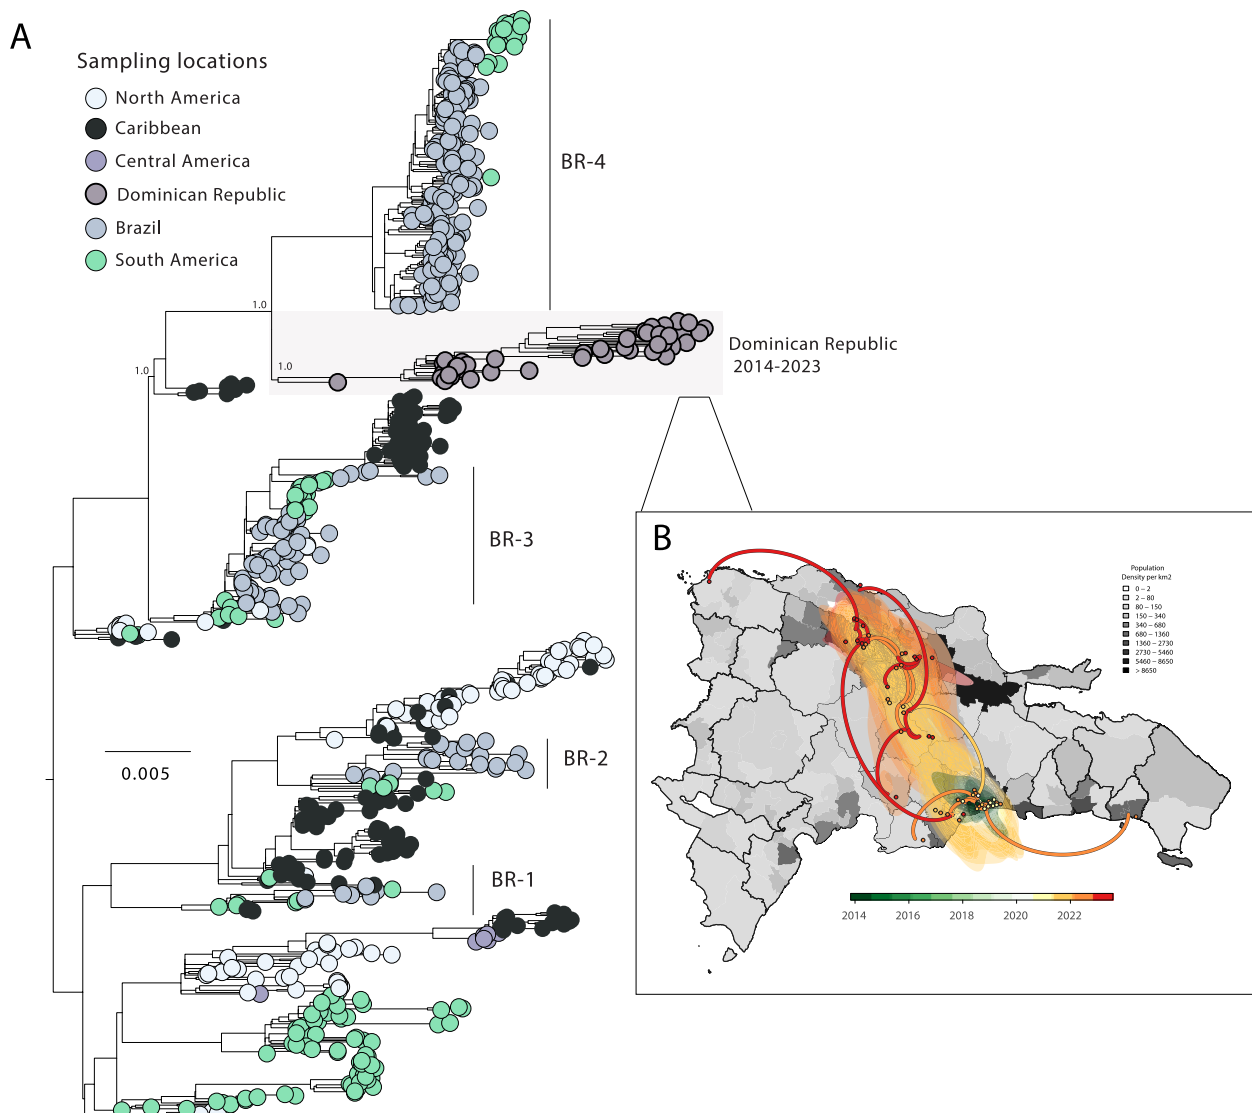 A
Sampling locations
North America
Caribbean
Central America
Dominican Republic
Brazil
South America
BR-4
1.0
1.0
1.0
Dominican Republic
2014-2023
BR-3
BR-2
0.005
BR-1
B
Population
Density per km2
0 – 2
2 – 80
80 – 150
150 – 340
340 – 680
680 – 1360
1360 – 2730
2730 – 5460
5460 – 8650
> 8650
2014 2016 2018 2020 2022